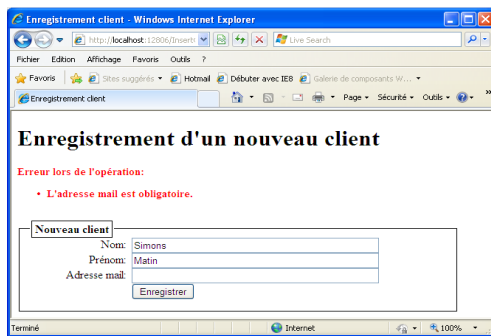 Enregistrement client - Windows Internet Explorer
http://localhost:12806/Inserti
Live Search
Fichier Edition Affichage Favoris Outils ?
Favoris Sites suggérés Hotmail Débuter avec IE8 Galerie de composants W...
Enregistrement client Page Sécurité Outils »
Enregistrement d'un nouveau client
Erreur lors de l'opération:
• L'adresse mail est obligatoire.
Nouveau client
Nom: Simons
Prénom: Matin
Adresse mail:
Enregistrer
Terminé Internet 100%